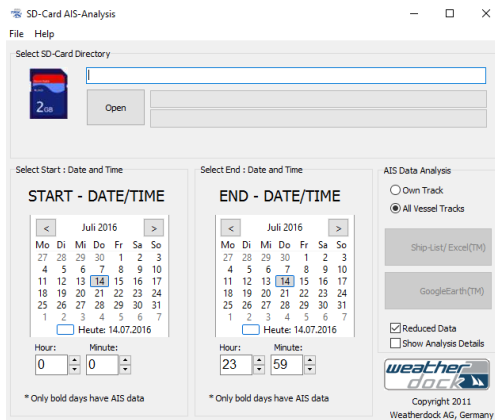 SD-Card AIS-Analysis
File Help
Select SD-Card Directory
2GB
Open
Select Start : Date and Time
START - DATE/TIME
< Juli 2016 >
Mo Di Mi Do Fr Sa So
27 28 29 30 1 2 3
4 5 6 7 8 9 10
11 12 13 14 15 16 17
18 19 20 21 22 23 24
25 26 27 28 29 30 31
1 2 3 4 5 6 7
Heute: 14.07.2016
Hour: Minute:
0 0
* Only bold days have AIS data
Select End : Date and Time
END - DATE/TIME
< Juli 2016 >
Mo Di Mi Do Fr Sa So
27 28 29 30 1 2 3
4 5 6 7 8 9 10
11 12 13 14 15 16 17
18 19 20 21 22 23 24
25 26 27 28 29 30 31
1 2 3 4 5 6 7
Heute: 14.07.2016
Hour: Minute:
23 59
* Only bold days have AIS data
AIS Data Analysis
Own Track
All Vessel Tracks
Ship-List/ Excel(TM)
GoogleEarth(TM)
Reduced Data
Show Analysis Details
weather
dock
Copyright 2011
Weatherdock AG, Germany